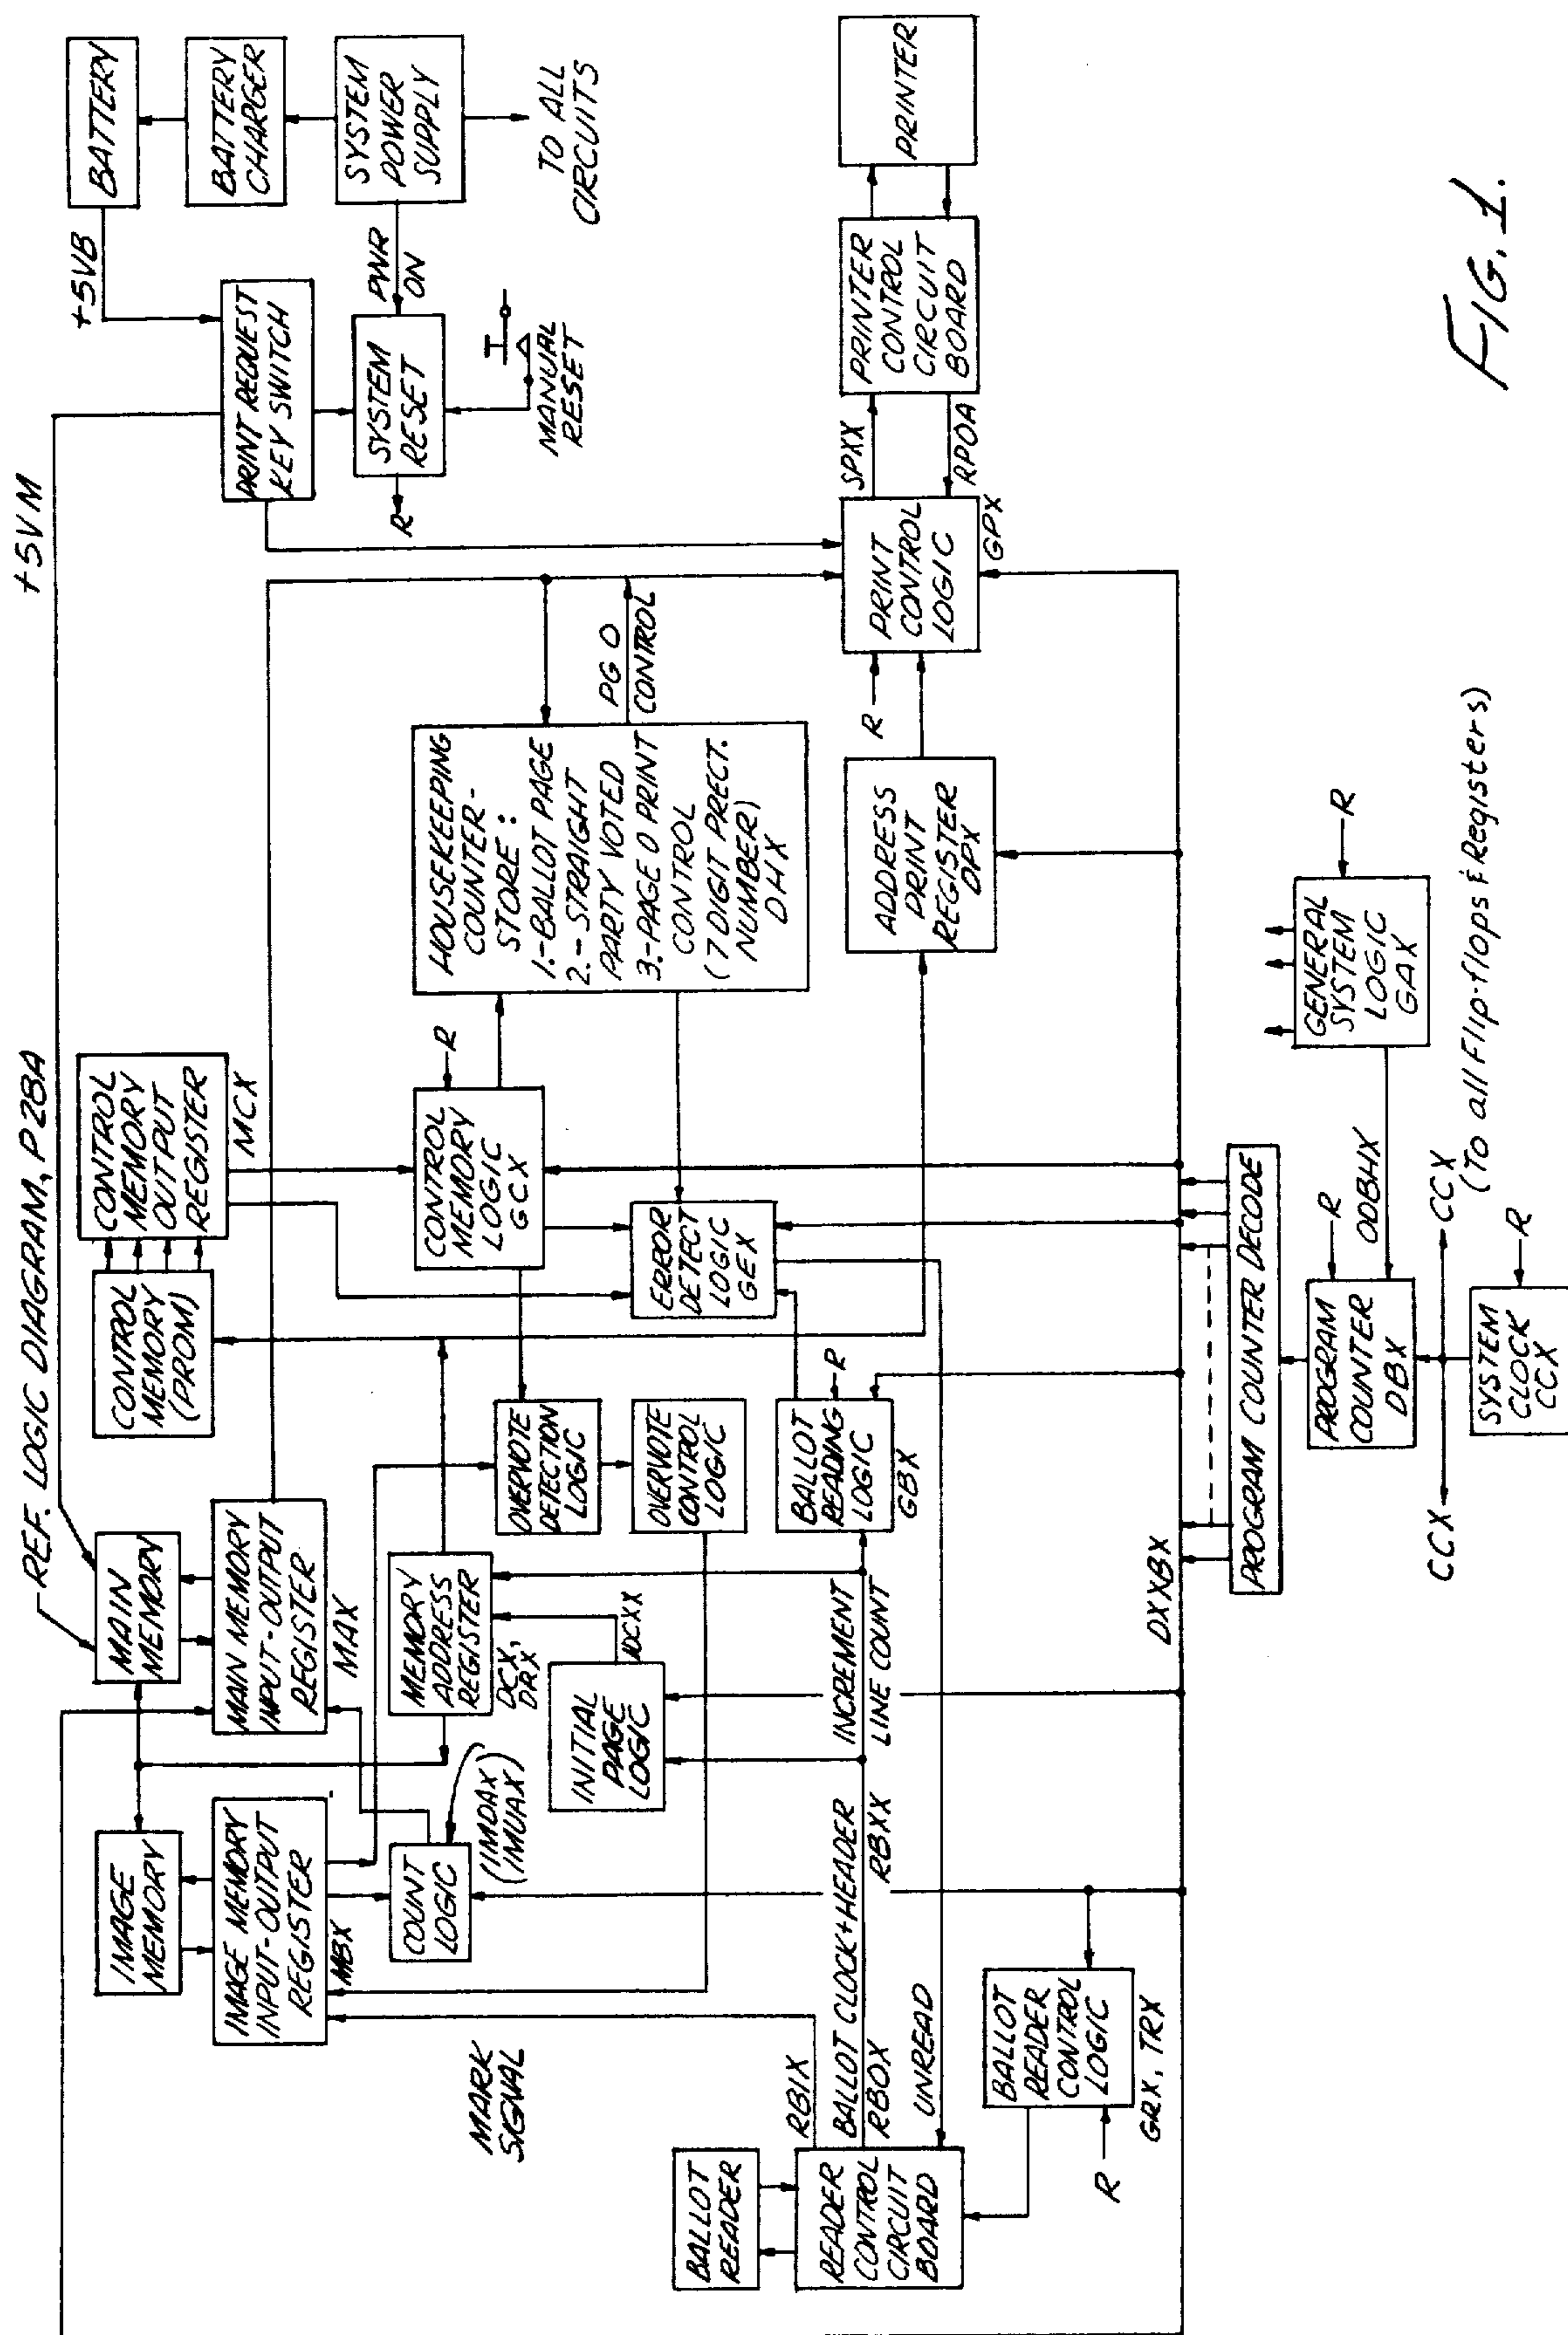 REF. LOGIC DIAGRAM, P28A
+5VM
+5VB
IMAGE
MEMORY
MAIN
MEMORY
CONTROL
MEMORY
(PROM)
CONTROL
MEMORY
OUTPUT
REGISTER
MCX
BATTERY
BATTERY
CHARGER
SYSTEM
POWER
SUPPLY
TO ALL
CIRCUITS
PRINT REQUEST
KEY SWITCH
PWR
ON
SYSTEM
RESET
R
MANUAL
RESET
IMAGE MEMORY
INPUT-OUTPUT
REGISTER
MBX
MAIN MEMORY
INPUT-OUTPUT
REGISTER
MAX
COUNT
LOGIC
(IMDAX)
(IMUAX)
MEMORY
ADDRESS
REGISTER
DCX,
DRX
OVERVOTE
DETECTION
LOGIC
OVERVOTE
CONTROL
LOGIC
CONTROL
MEMORY
LOGIC
GCX
R
HOUSEKEEPING
COUNTER-
STORE:
1.-BALLOT PAGE
2.-STRAIGHT
PARTY VOTED
3.-PAGE 0 PRINT
CONTROL
(7 DIGIT PRECT.
NUMBER)
DHX
PG 0
CONTROL
MARK
SIGNAL
INITIAL
PAGE
LOGIC
IDCXX
ERROR
DETECT
LOGIC
GEX
BALLOT
READER
READER
CONTROL
CIRCUIT
BOARD
RBIX
BALLOT CLOCK+HEADER
RBOX
RBXX
INCREMENT
LINE COUNT
UNREAD
BALLOT
READING
LOGIC
GBX
R
ADDRESS
PRINT
REGISTER
DPX
R
PRINT
CONTROL
LOGIC
GPX
SPXX
RPOA
PRINTER
CONTROL
CIRCUIT
BOARD
PRINTER
BALLOT
READER
CONTROL
LOGIC
GRX, TRX
R
DXXBX
PROGRAM COUNTER DECODE
PROGRAM
COUNTER
DBX
R
ODBHX
GENERAL
SYSTEM
LOGIC
GAX
R
CCX
CCX
(To all Flip-flops & Registers)
SYSTEM
CLOCK
CCX
R
FIG. 1.